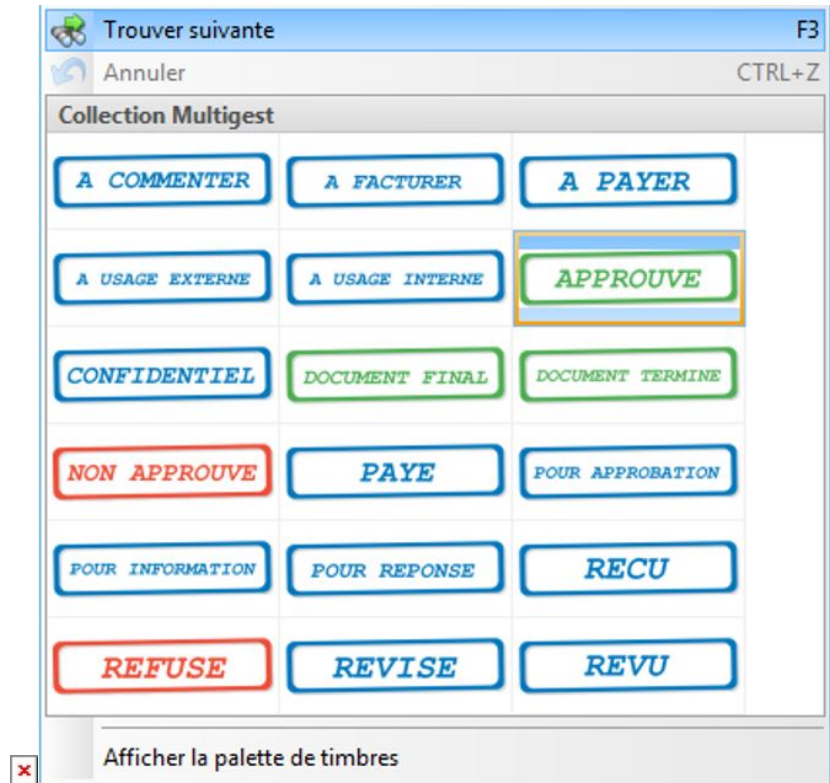 Trouver suivante F3
Annuler CTRL+Z
Collection Multigest
A COMMENTER A FACTURER A PAYER
A USAGE EXTERNE A USAGE INTERNE APPROUVE
CONFIDENTIEL DOCUMENT FINAL DOCUMENT TERMINE
NON APPROUVE PAYE POUR APPROBATION
POUR INFORMATION POUR REPONSE RECU
REFUSE REVISE REVU
Afficher la palette de timbres